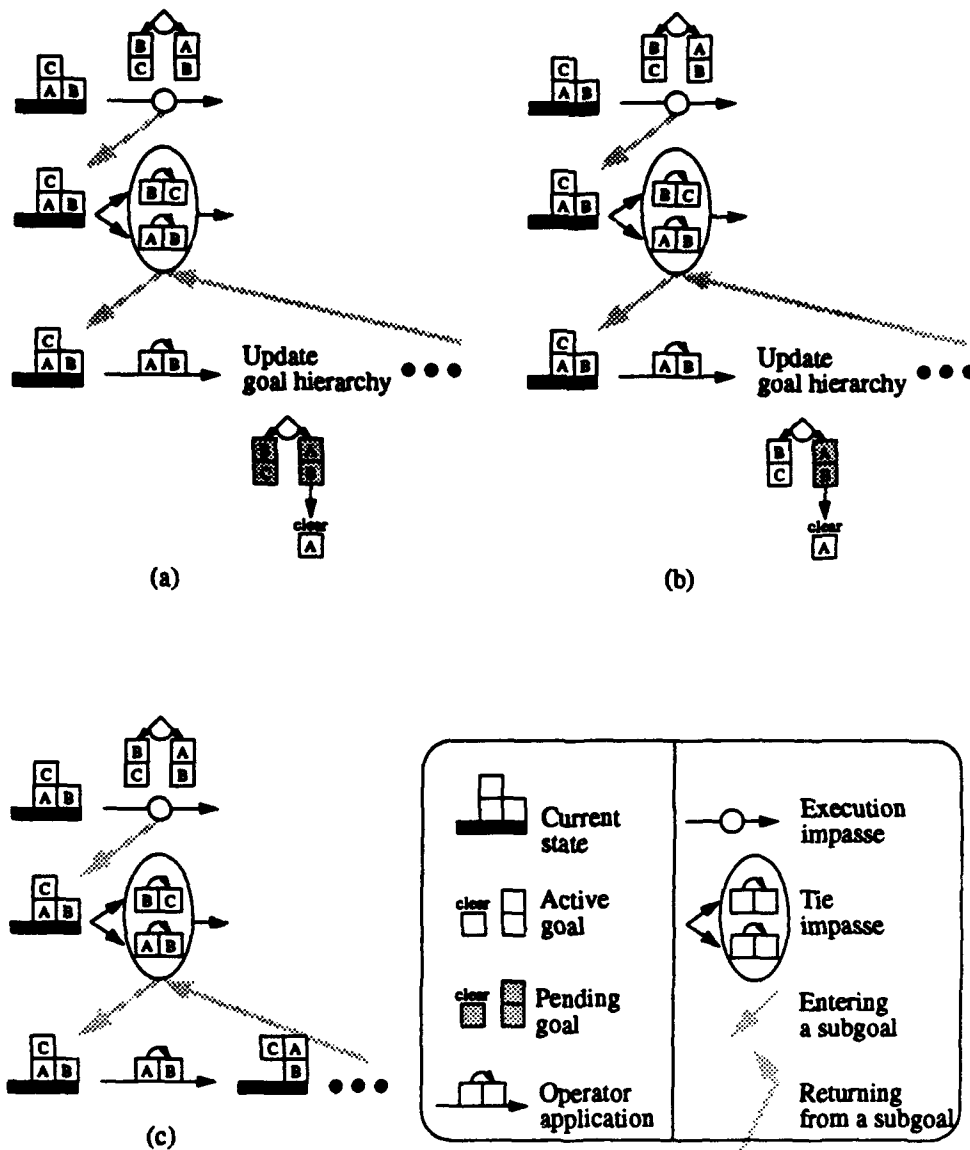 B A
C B
C
A B
C
A B
B C
A B
C
A B
A B
Update
goal hierarchy
B A
C B
clear
A
(a)
B A
C B
C
A B
C
A B
B C
A B
C
A B
A B
Update
goal hierarchy
B A
C B
clear
A
(b)
B A
C B
C
A B
C
A B
B C
A B
C
A B
A B
C A
B
(c)
Current
state
clear
Active
goal
clear
Pending
goal
Operator
application
Execution
impasse
Tie
impasse
Entering
a subgoal
Returning
from a subgoal